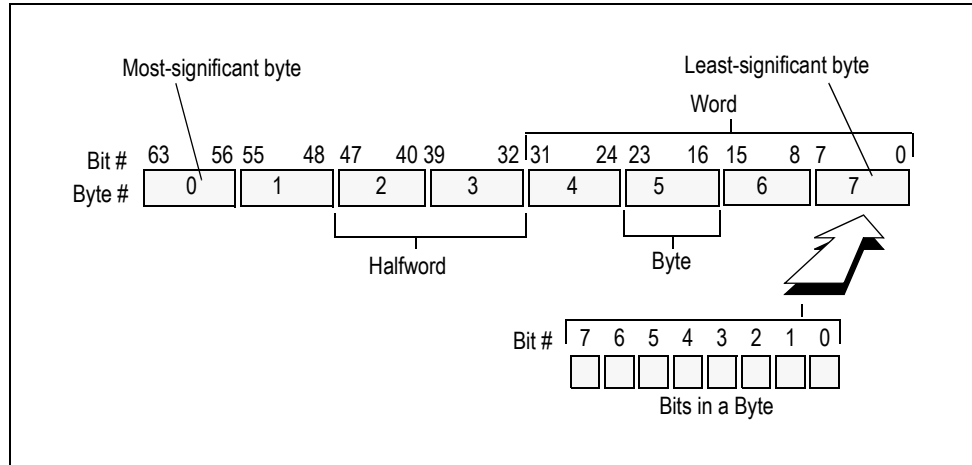 Most-significant byte
Least-significant byte
Word
Bit # 63 56 55 48 47 40 39 32 31 24 23 16 15 8 7 0
Byte # 0 1 2 3 4 5 6 7
Halfword
Byte
Bit # 7 6 5 4 3 2 1 0
Bits in a Byte